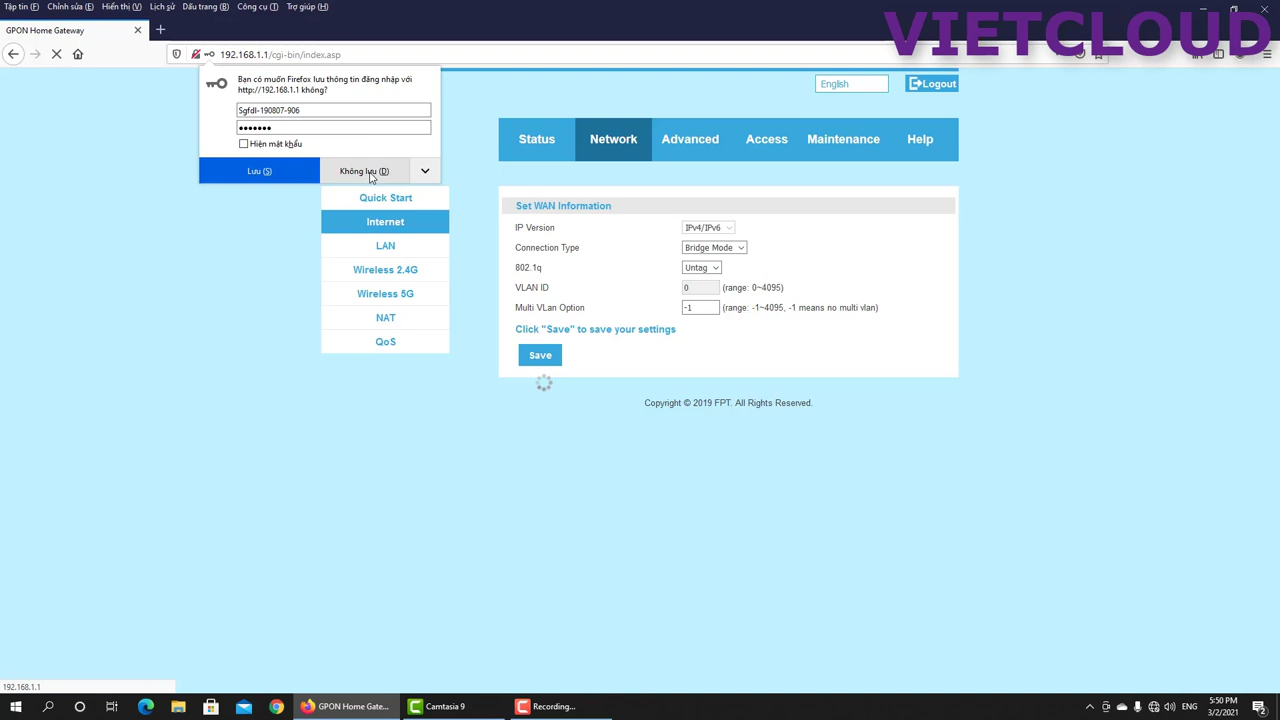 Tập tin (F) Chỉnh sửa (E) Hiển thị (V) Lịch sử Dấu trang (B) Công cụ (T) Trợ giúp (H)
VIETCLOUD
GPON Home Gateway
192.168.1.1/cgi-bin/index.asp
Bạn có muốn Firefox lưu thông tin đăng nhập với
http://192.168.1.1 không?
Sgfdl-190807-906
Hiện mật khẩu
Lưu (S) Không lưu (D)
English Logout
Status Network Advanced Access Maintenance Help
Quick Start
Internet
LAN
Wireless 2.4G
Wireless 5G
NAT
QoS
Set WAN Information
IP Version IPv4/IPv6
Connection Type Bridge Mode
802.1q Untag
VLAN ID 0 (range: 0~4095)
Multi VLan Option -1 (range: -1~4095, -1 means no multi vlan)
Click "Save" to save your settings
Save
Copyright © 2019 FPT. All Rights Reserved.
192.168.1.1
GPON Home Gate... Camtasia 9 Recording... ENG 5:50 PM
3/2/2021
2